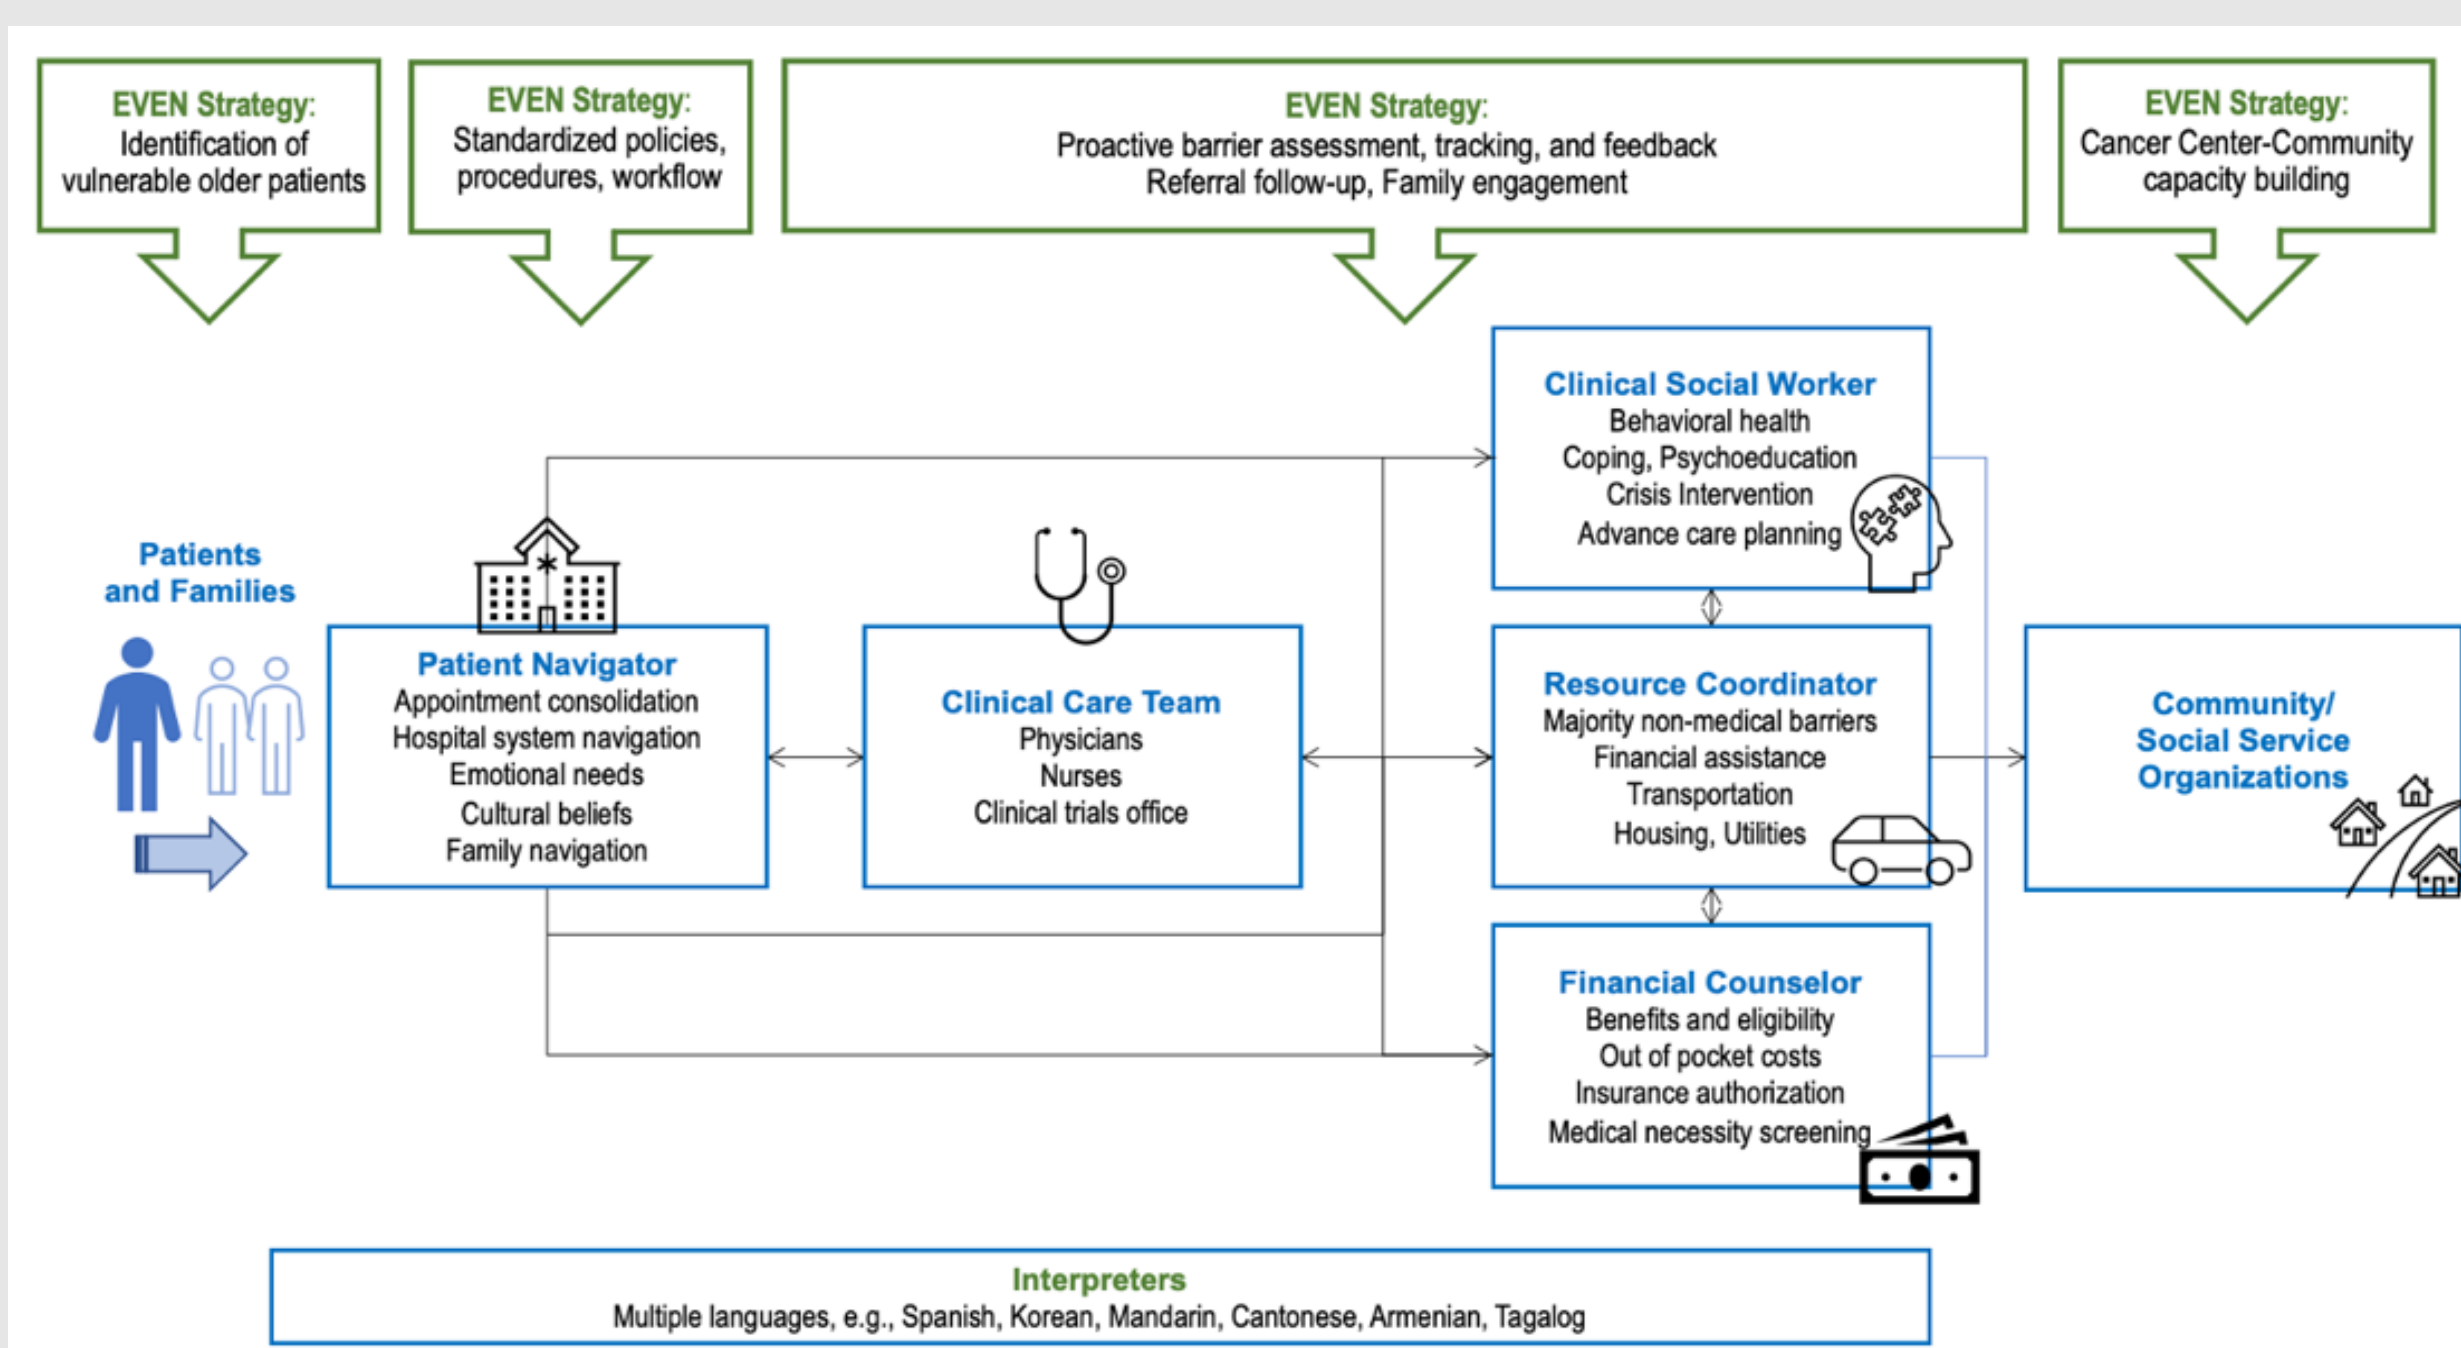 EVEN Strategy:
Identification of
vulnerable older patients
EVEN Strategy:
Standardized policies,
procedures, workflow
EVEN Strategy:
Proactive barrier assessment, tracking, and feedback
Referral follow-up, Family engagement
EVEN Strategy:
Cancer Center-Community
capacity building
Patients
and Families
Patient Navigator
Appointment consolidation
Hospital system navigation
Emotional needs
Cultural beliefs
Family navigation
Clinical Care Team
Physicians
Nurses
Clinical trials office
Clinical Social Worker
Behavioral health
Coping, Psychoeducation
Crisis Intervention
Advance care planning
Resource Coordinator
Majority non-medical barriers
Financial assistance
Transportation
Housing, Utilities
Financial Counselor
Benefits and eligibility
Out of pocket costs
Insurance authorization
Medical necessity screening
Community/
Social Service
Organizations
Interpreters
Multiple languages, e.g., Spanish, Korean, Mandarin, Cantonese, Armenian, Tagalog